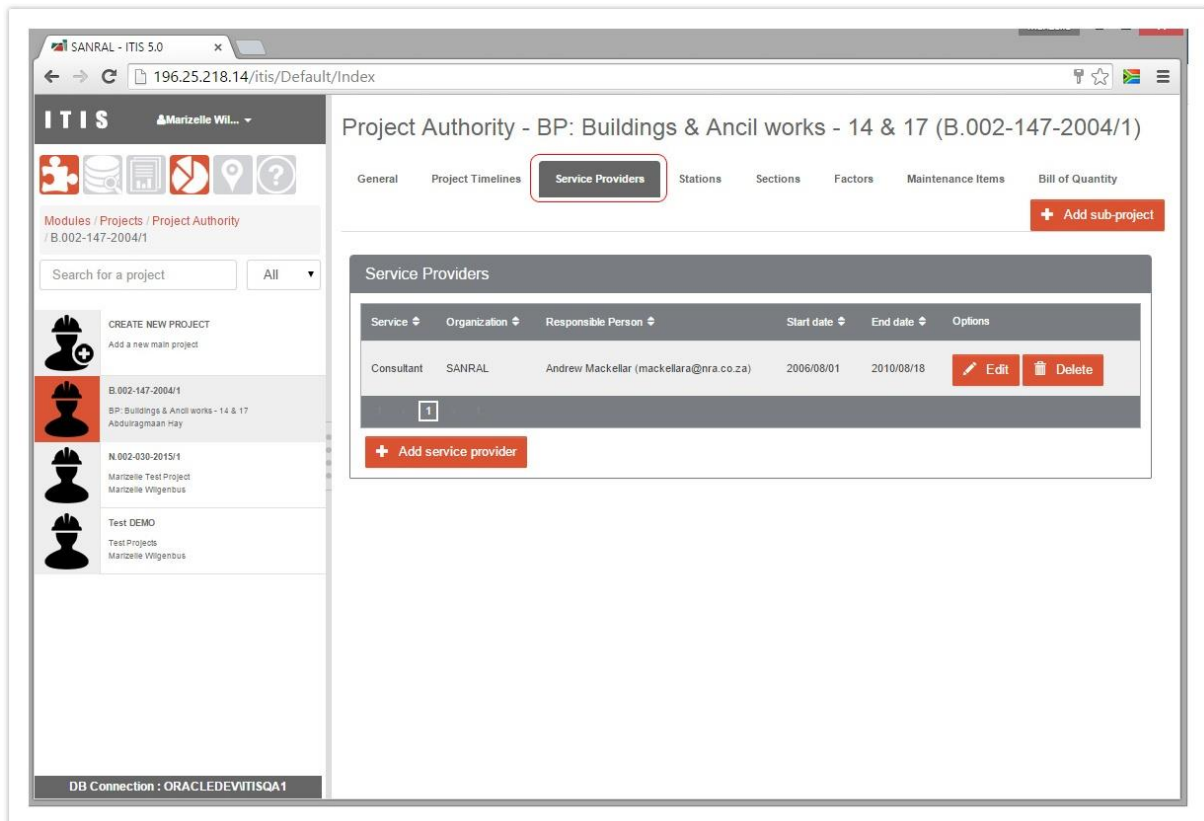 SANRAL - ITIS 5.0
196.25.218.14/itis/Default/Index
ITIS
Marizelle Wil...
Modules / Projects / Project Authority
/ B.002-147-2004/1
Search for a project
All
CREATE NEW PROJECT
Add a new main project
B.002-147-2004/1
BP: Buildings & Ancil works - 14 & 17
Abdulragmaan Hay
N.002-030-2015/1
Marizelle Test Project
Marizelle Wilgenbus
Test DEMO
Test Projects
Marizelle Wilgenbus
DB Connection : ORACLEDEV\ITISQA1
Project Authority - BP: Buildings & Ancil works - 14 & 17 (B.002-147-2004/1)
General Project Timelines Service Providers Stations Sections Factors Maintenance Items Bill of Quantity
Add sub-project
Service Providers
Service Organization Responsible Person Start date End date Options
Consultant SANRAL Andrew Mackellar (mackellara@nra.co.za) 2006/08/01 2010/08/18 Edit Delete
1
Add service provider